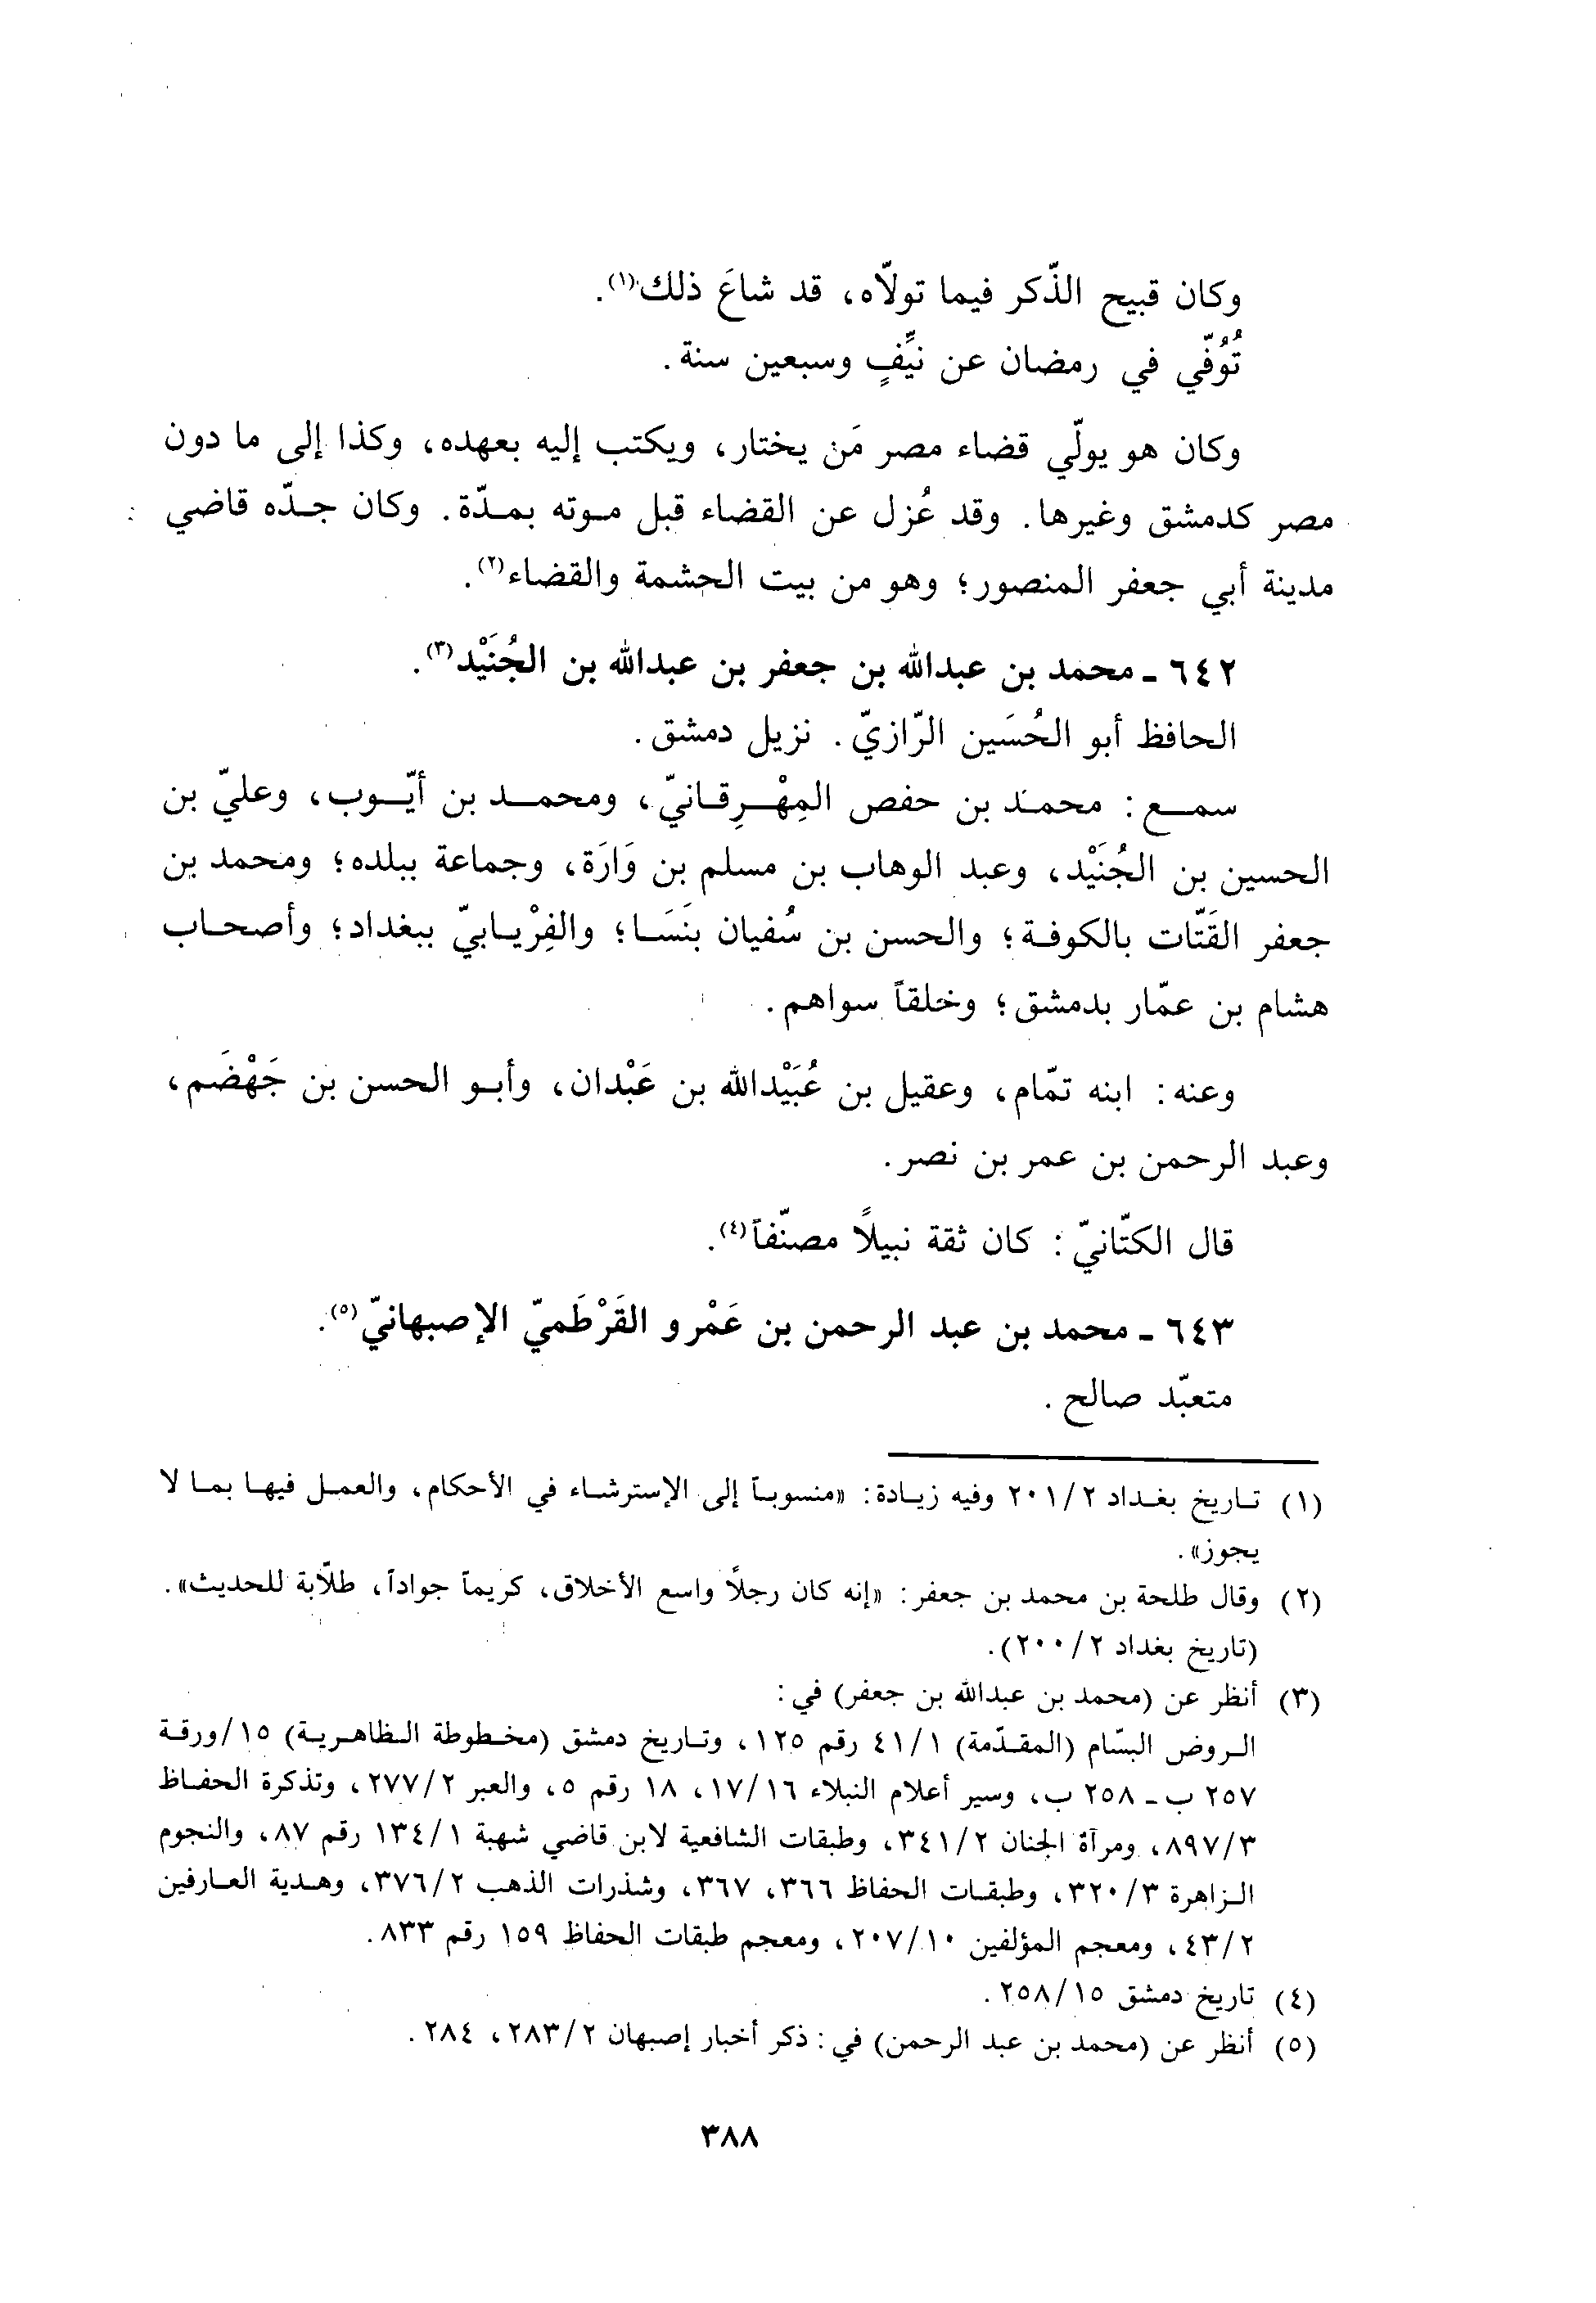 وكان قبيح الذّكر فيما تولاّه، قد شاعَ ذلك(١).
تُوُفّي في رمضان عن نيِّفٍ وسبعين سنة.
وكان هو يولّي قضاء مصر مَن يختار، ويكتب إليه بعهده، وكذا إلى ما دون
مصر كدمشق وغيرها. وقد عُزل عن القضاء قبل موته بمدّة. وكان جدّه قاضي
مدينة أبي جعفر المنصور؛ وهو من بيت الحشمة والقضاء(٢).
٦٤٢ ـ محمد بن عبدالله بن جعفر بن عبدالله بن الجُنَيْد(٣).
الحافظ أبو الحُسَين الرّازيّ. نزيل دمشق.
سمع: محمد بن حفص المِهْرِقانيّ، ومحمد بن أيّوب، وعليّ بن
الحسين بن الجُنَيْد، وعبد الوهاب بن مسلم بن وَارَة، وجماعة ببلده؛ ومحمد بن
جعفر القَتّات بالكوفة؛ والحسن بن سُفيان بنَسَا؛ والفِرْيابيّ ببغداد؛ وأصحاب
هشام بن عمّار بدمشق؛ وخلقاً سواهم.
وعنه: ابنه تمّام، وعقيل بن عُبَيْدالله بن عَبْدان، وأبو الحسن بن جَهْضَم،
وعبد الرحمن بن عمر بن نصر.
قال الكتّانيّ: كان ثقة نبيلاً مصنّفاً(٤).
٦٤٣ ـ محمد بن عبد الرحمن بن عَمْرو القَرْطَميّ الإصبهانيّ(٥).
متعبّد صالح.
(١) تاريخ بغداد ٢/٢٠١ وفيه زيادة: «منسوباً إلى الإسترشاء في الأحكام، والعمل فيها بما لا
يجوز».
(٢) وقال طلحة بن محمد بن جعفر: «إنه كان رجلاً واسع الأخلاق، كريماً جواداً، طلاّبة للحديث».
(تاريخ بغداد ٢/٢٠٠).
(٣) أنظر عن (محمد بن عبدالله بن جعفر) في:
الروض البسّام (المقدّمة) ١/٤١ رقم ١٢٥، وتاريخ دمشق (مخطوطة الظاهرية) ١٥/ورقة
٢٥٧ ب ـ ٢٥٨ ب، وسير أعلام النبلاء ١٦/١٧، ١٨ رقم ٥، والعبر ٢/٢٧٧، وتذكرة الحفاظ
٣/٨٩٧، ومرآة الجنان ٢/٣٤١، وطبقات الشافعية لابن قاضي شهبة ١/١٣٤ رقم ٨٧، والنجوم
الزاهرة ٣/٣٢٠، وطبقات الحفاظ ٣٦٦، ٣٦٧، وشذرات الذهب ٢/٣٧٦، وهدية العارفين
٢/٤٣، ومعجم المؤلفين ١٠/٢٠٧، ومعجم طبقات الحفاظ ١٥٩ رقم ٨٣٣.
(٤) تاريخ دمشق ١٥/٢٥٨.
(٥) أنظر عن (محمد بن عبد الرحمن) في: ذكر أخبار إصبهان ٢/٢٨٣، ٢٨٤.
٣٨٨